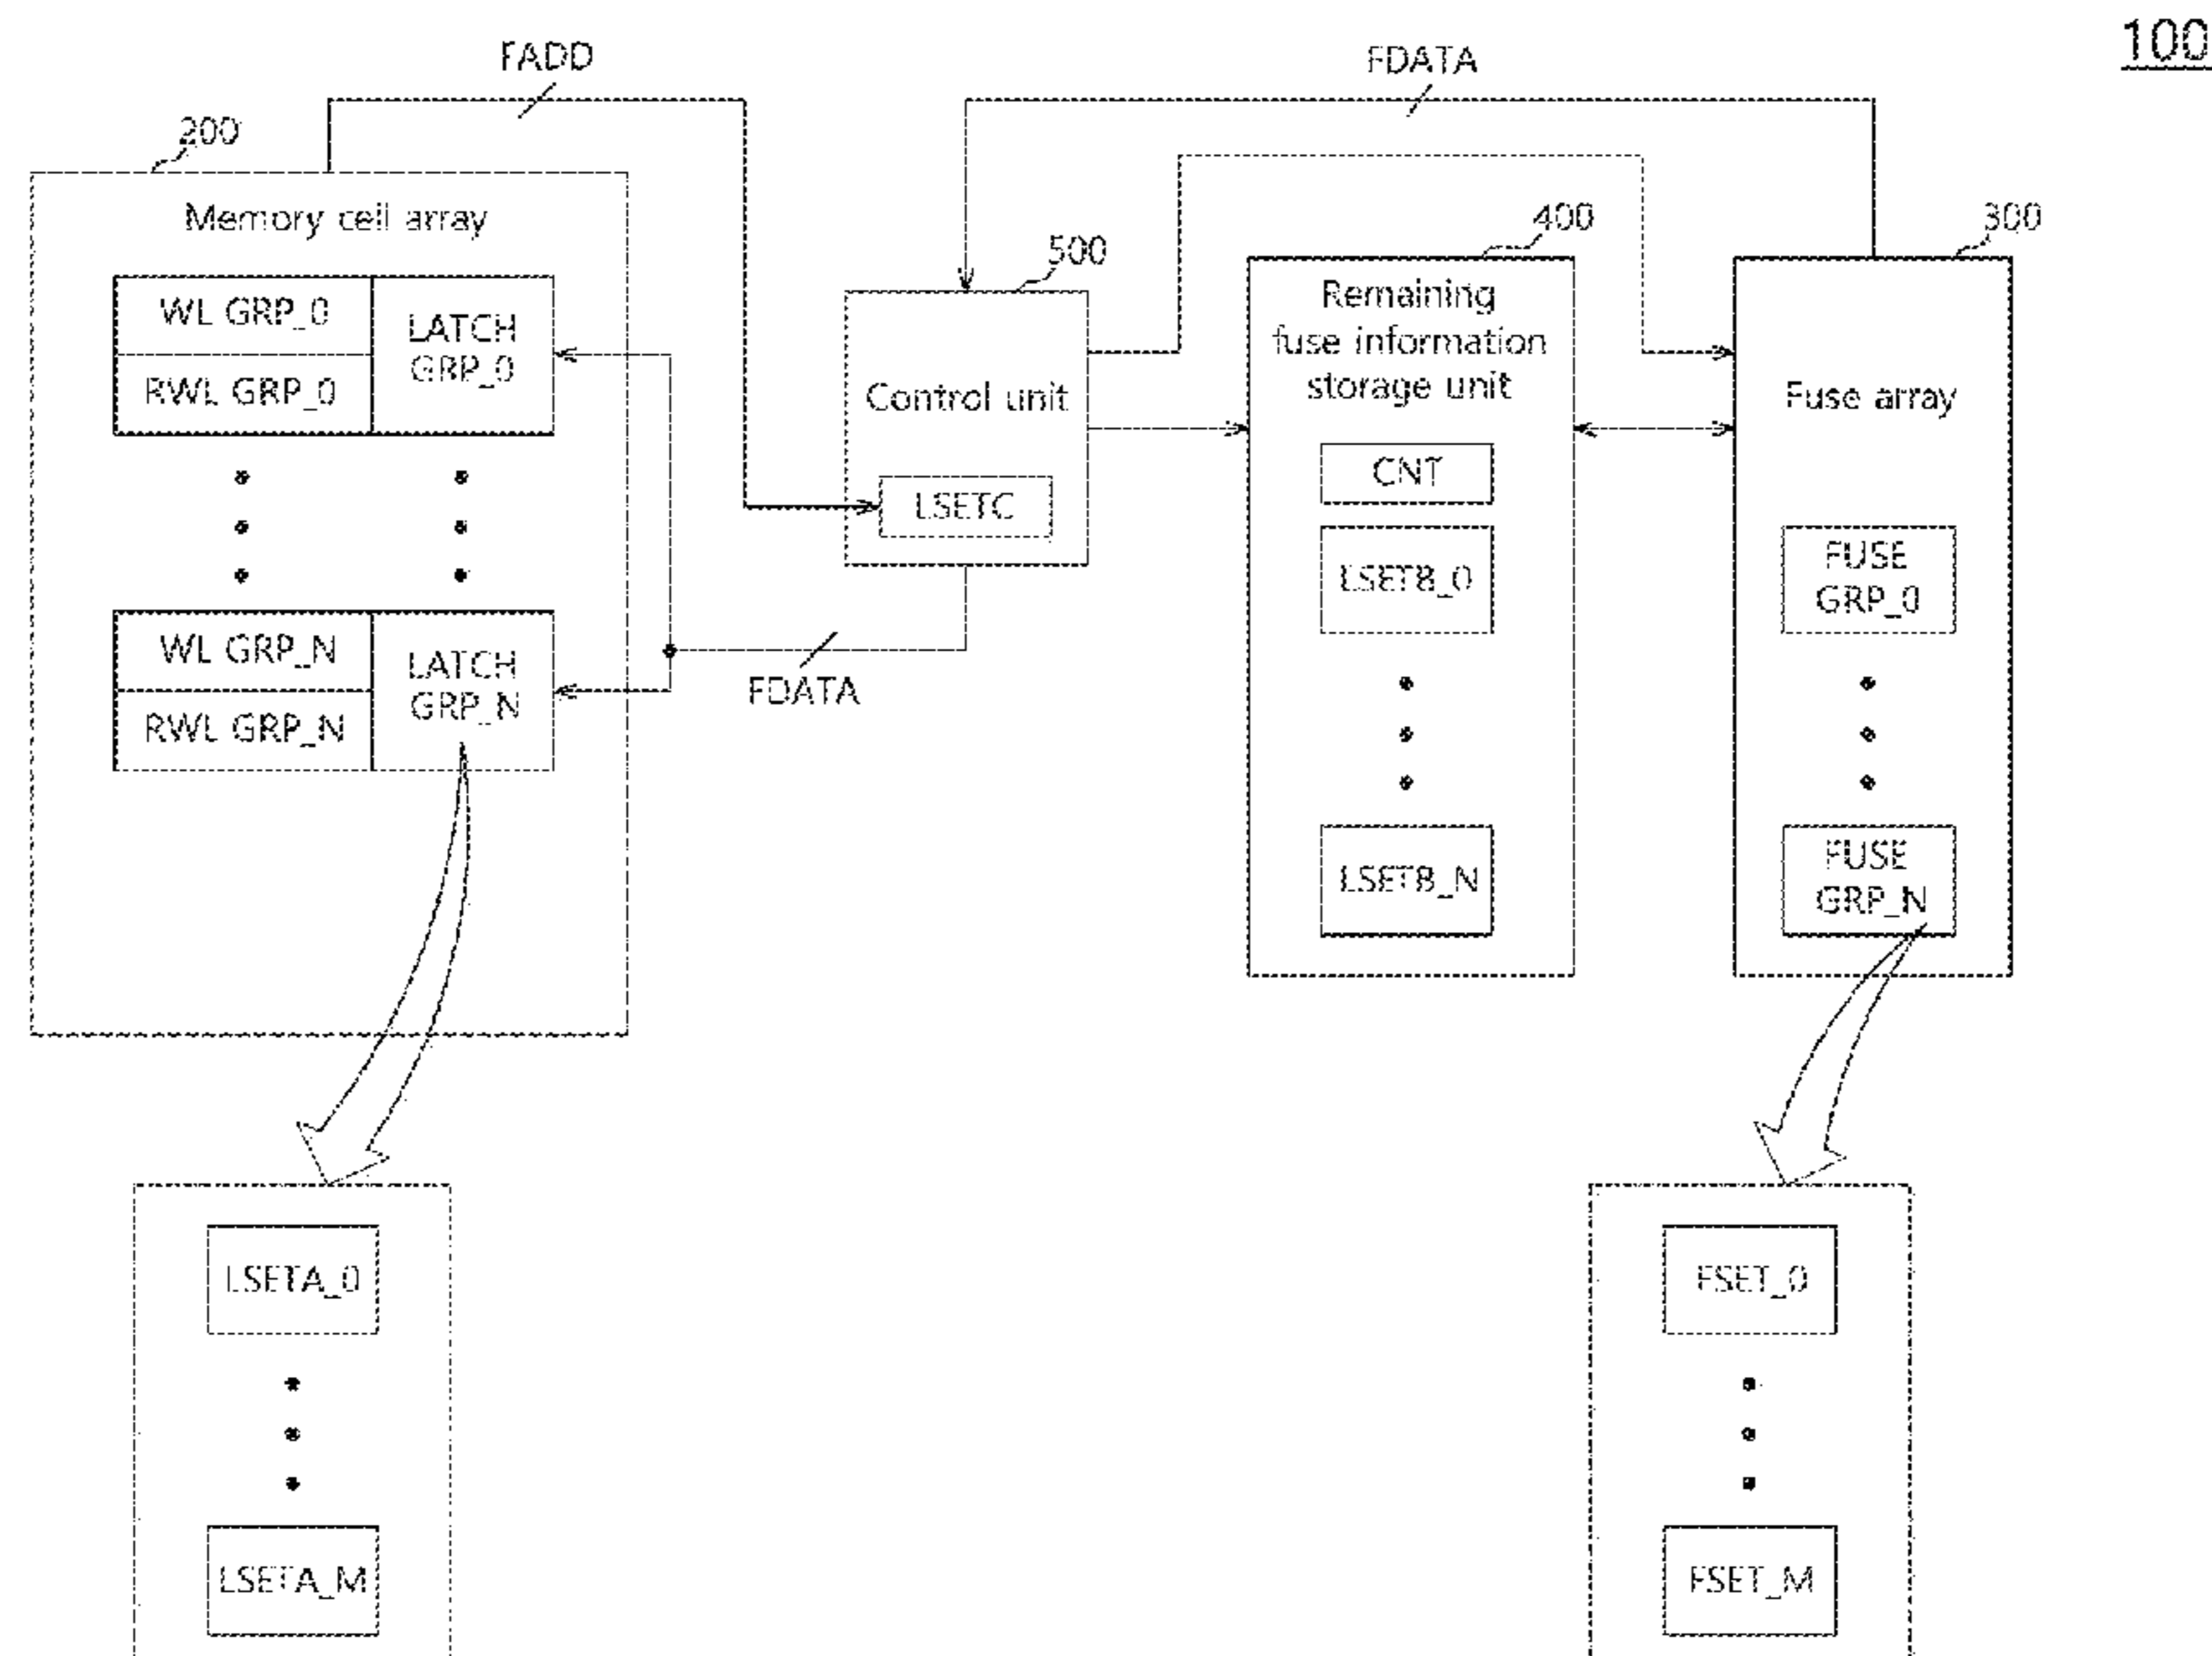 100
FADD
FDATA
200
Memory cell array
WL GRP_0
RWL GRP_0
LATCH
GRP_0
WL GRP_N
RWL GRP_N
LATCH
GRP_N
500
Control unit
LSETC
FDATA
400
Remaining
fuse information
storage unit
CNT
LSETB_0
LSETB_N
300
Fuse array
FUSE
GRP_0
FUSE
GRP_N
LSETA_0
LSETA_M
FSET_0
FSET_M